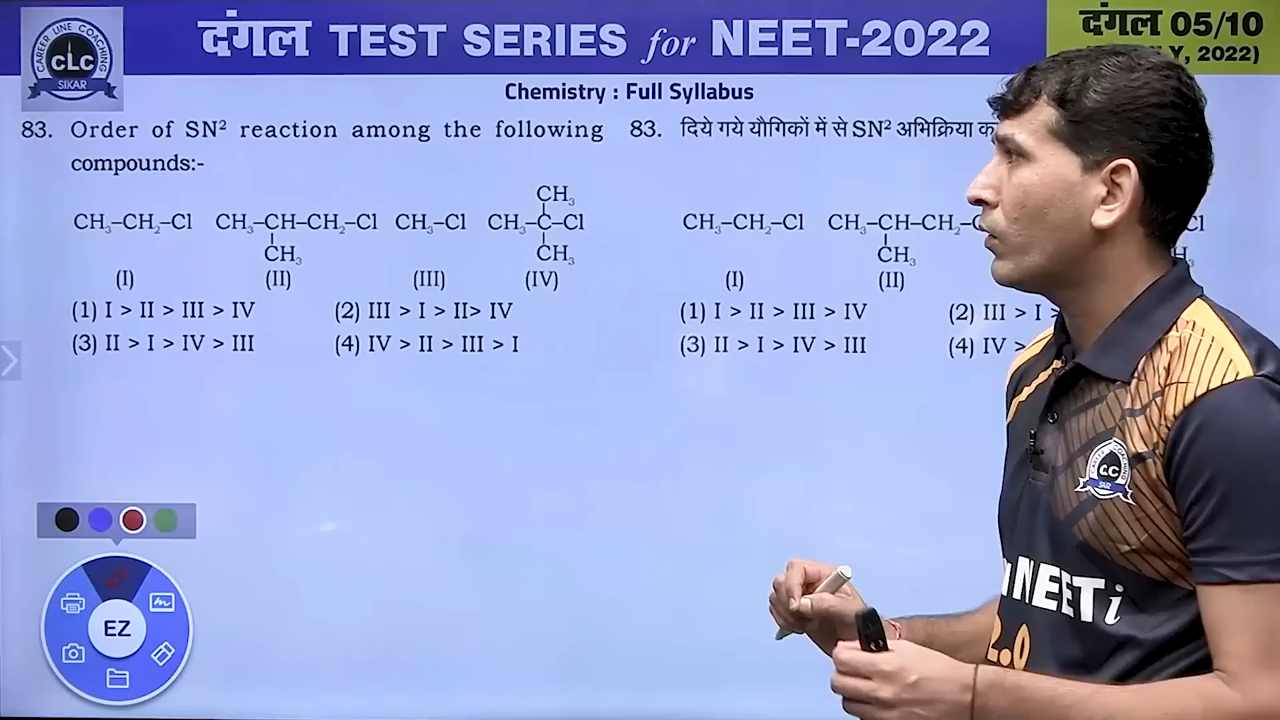 दंगल TEST SERIES for NEET-2022
दंगल 05/10
Y, 2022)
CAREER LINE COACHING
CLC
SIKAR
Chemistry : Full Syllabus
83. Order of SN² reaction among the following
compounds:-
CH₃
CH₃–CH₂–Cl CH₃–CH–CH₂–Cl CH₃–Cl CH₃–C–Cl
CH₃ CH₃
(I) (II) (III) (IV)
(1) I > II > III > IV (2) III > I > II> IV
(3) II > I > IV > III (4) IV > II > III > I
83. दिये गये यौगिकों में से SN² अभिक्रिया
CH₃–CH₂–Cl CH₃–CH–CH₂– Cl
CH₃
(I) (II)
(1) I > II > III > IV (2) III > I >
(3) II > I > IV > III (4) IV >
EZ
CLC
NEETi
2.0